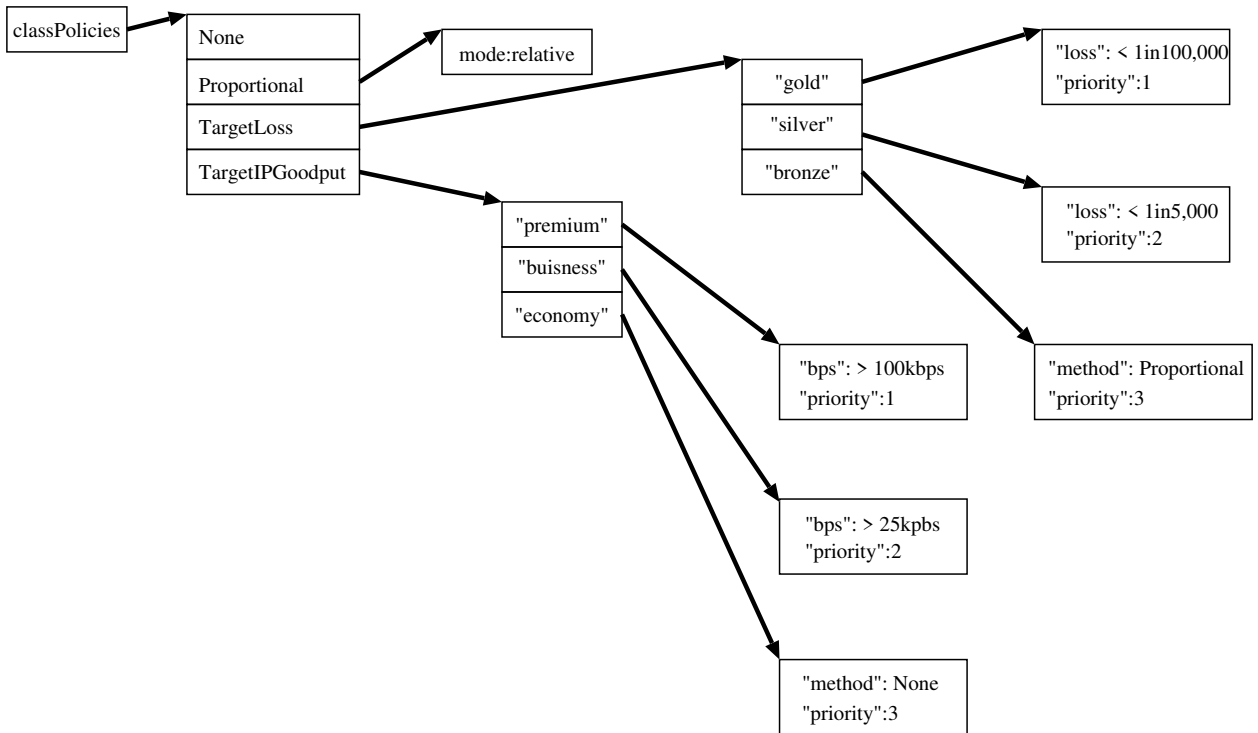 classPolicies
None
Proportional
TargetLoss
TargetIPGoodput
mode:relative
"gold"
"silver"
"bronze"
"loss": < 1in100,000
"priority":1
"loss": < 1in5,000
"priority":2
"method": Proportional
"priority":3
"premium"
"buisness"
"economy"
"bps": > 100kbps
"priority":1
"bps": > 25kpbs
"priority":2
"method": None
"priority":3